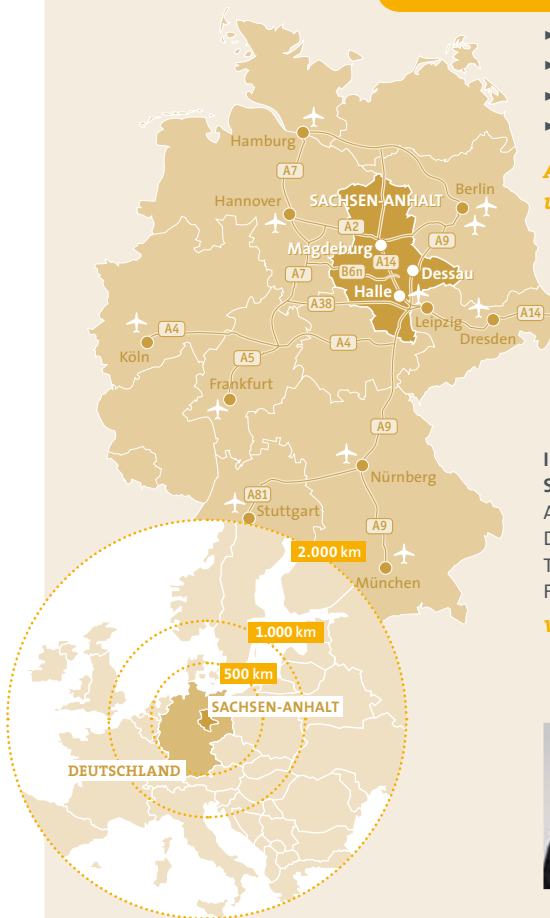 Hamburg
A7
Hannover
SACHSEN-ANHALT
Berlin
A2
A9
Magdeburg
A14
A7
B6n
Dessau
Halle
A38
Leipzig
A14
A4
A4
Dresden
Köln
A5
Frankfurt
A9
Nürnberg
A81
Stuttgart
A9
2.000 km
München
1.000 km
500 km
SACHSEN-ANHALT
DEUTSCHLAND